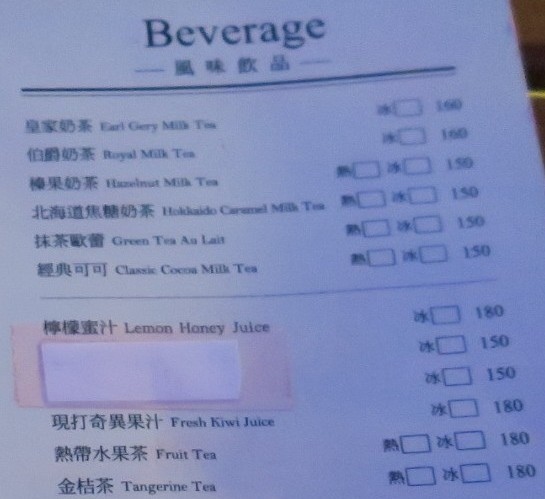 Beverage
風味飲品
皇家奶茶 Earl Gery Milk Tea 冰 160
伯爵奶茶 Royal Milk Tea 冰 160
榛果奶茶 Hazelnut Milk Tea 熱 冰 150
北海道焦糖奶茶 Hokkaido Caramel Milk Tea 熱 冰 150
抹茶歐蕾 Green Tea Au Lait 熱 冰 150
經典可可 Classic Cocoa Milk Tea 熱 冰 150
檸檬蜜汁 Lemon Honey Juice 冰 180
冰 150
冰 150
現打奇異果汁 Fresh Kiwi Juice 冰 180
熱帶水果茶 Fruit Tea 熱 冰 180
金桔茶 Tangerine Tea 熱 冰 180